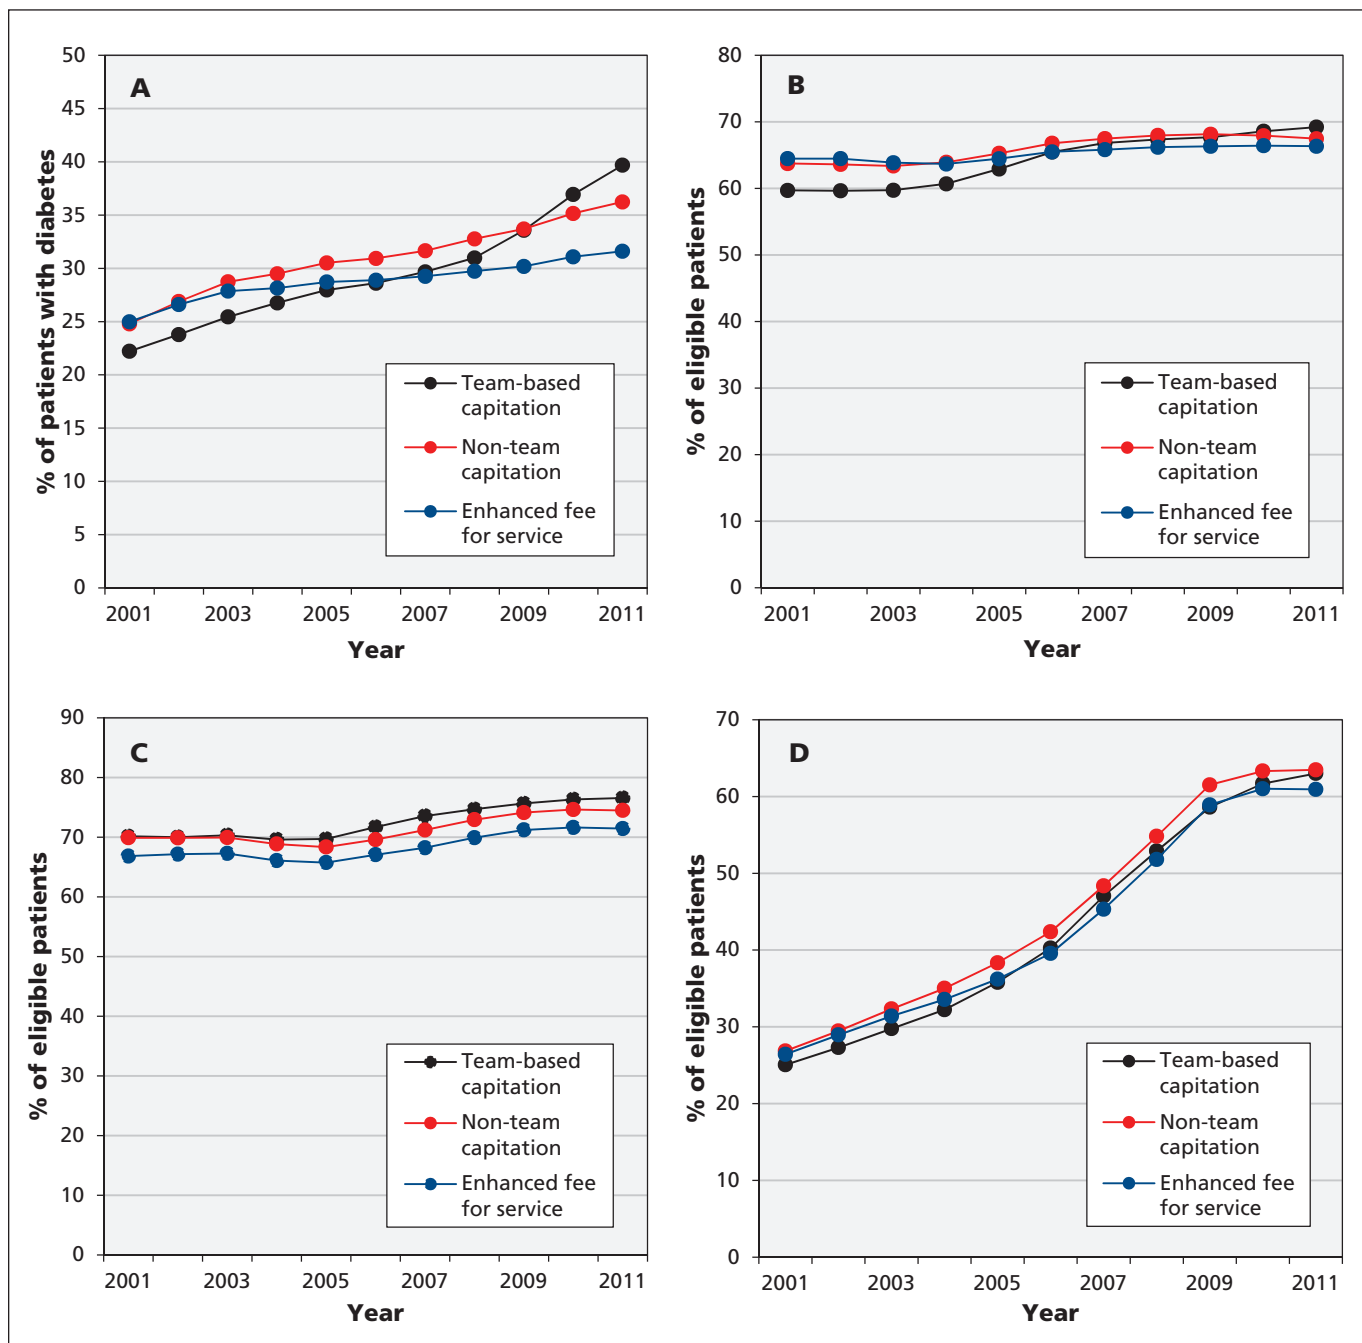 A
% of patients with diabetes
50
45
40
35
30
25
20
15
10
5
0
Team-based
capitation
Non-team
capitation
Enhanced fee
for service
2001 2003 2005 2007 2009 2011
Year
B
% of eligible patients
80
70
60
50
40
30
20
10
0
Team-based
capitation
Non-team
capitation
Enhanced fee
for service
2001 2003 2005 2007 2009 2011
Year
C
% of eligible patients
90
80
70
60
50
40
30
20
10
0
Team-based
capitation
Non-team
capitation
Enhanced fee
for service
2001 2003 2005 2007 2009 2011
Year
D
% of eligible patients
70
60
50
40
30
20
10
0
Team-based
capitation
Non-team
capitation
Enhanced fee
for service
2001 2003 2005 2007 2009 2011
Year